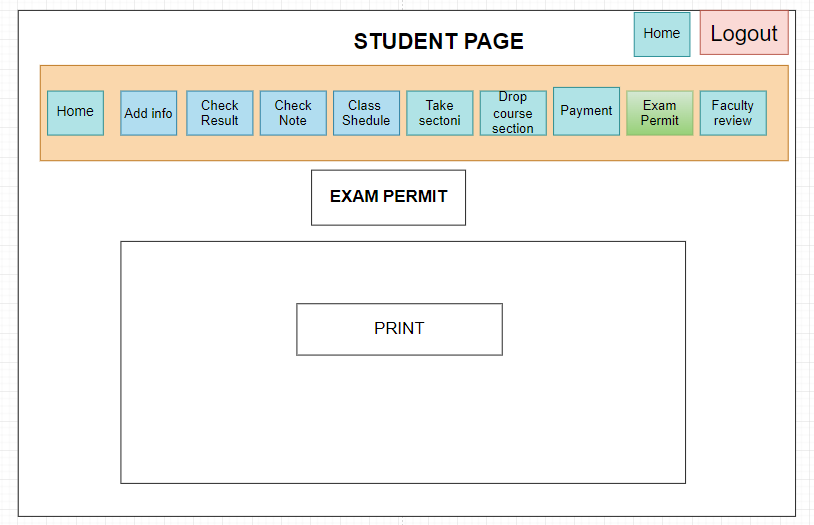 STUDENT PAGE
Home
Logout
Home
Add info
Check
Result
Check
Note
Class
Shedule
Take
sectoni
Drop
course
section
Payment
Exam
Permit
Faculty
review
EXAM PERMIT
PRINT